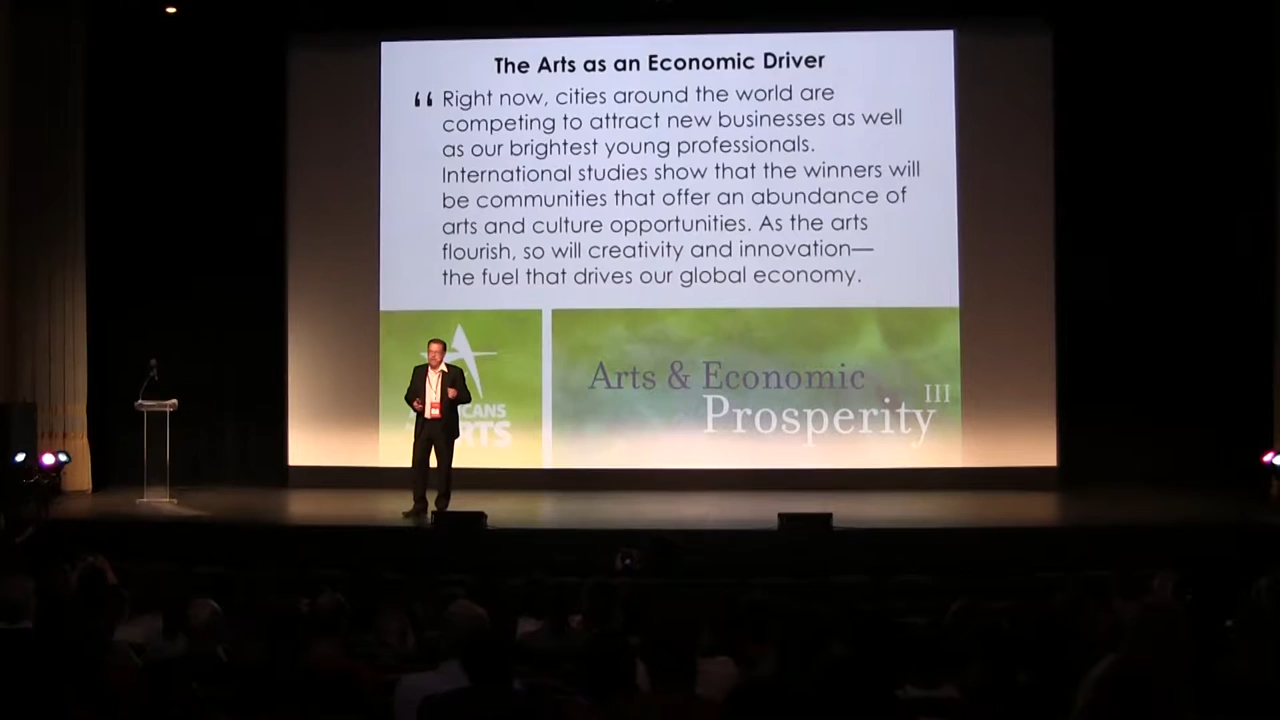 The Arts as an Economic Driver
“ Right now, cities around the world are
competing to attract new businesses as well
as our brightest young professionals.
International studies show that the winners will
be communities that offer an abundance of
arts and culture opportunities. As the arts
flourish, so will creativity and innovation—
the fuel that drives our global economy.
Arts & Economic
Prosperity III